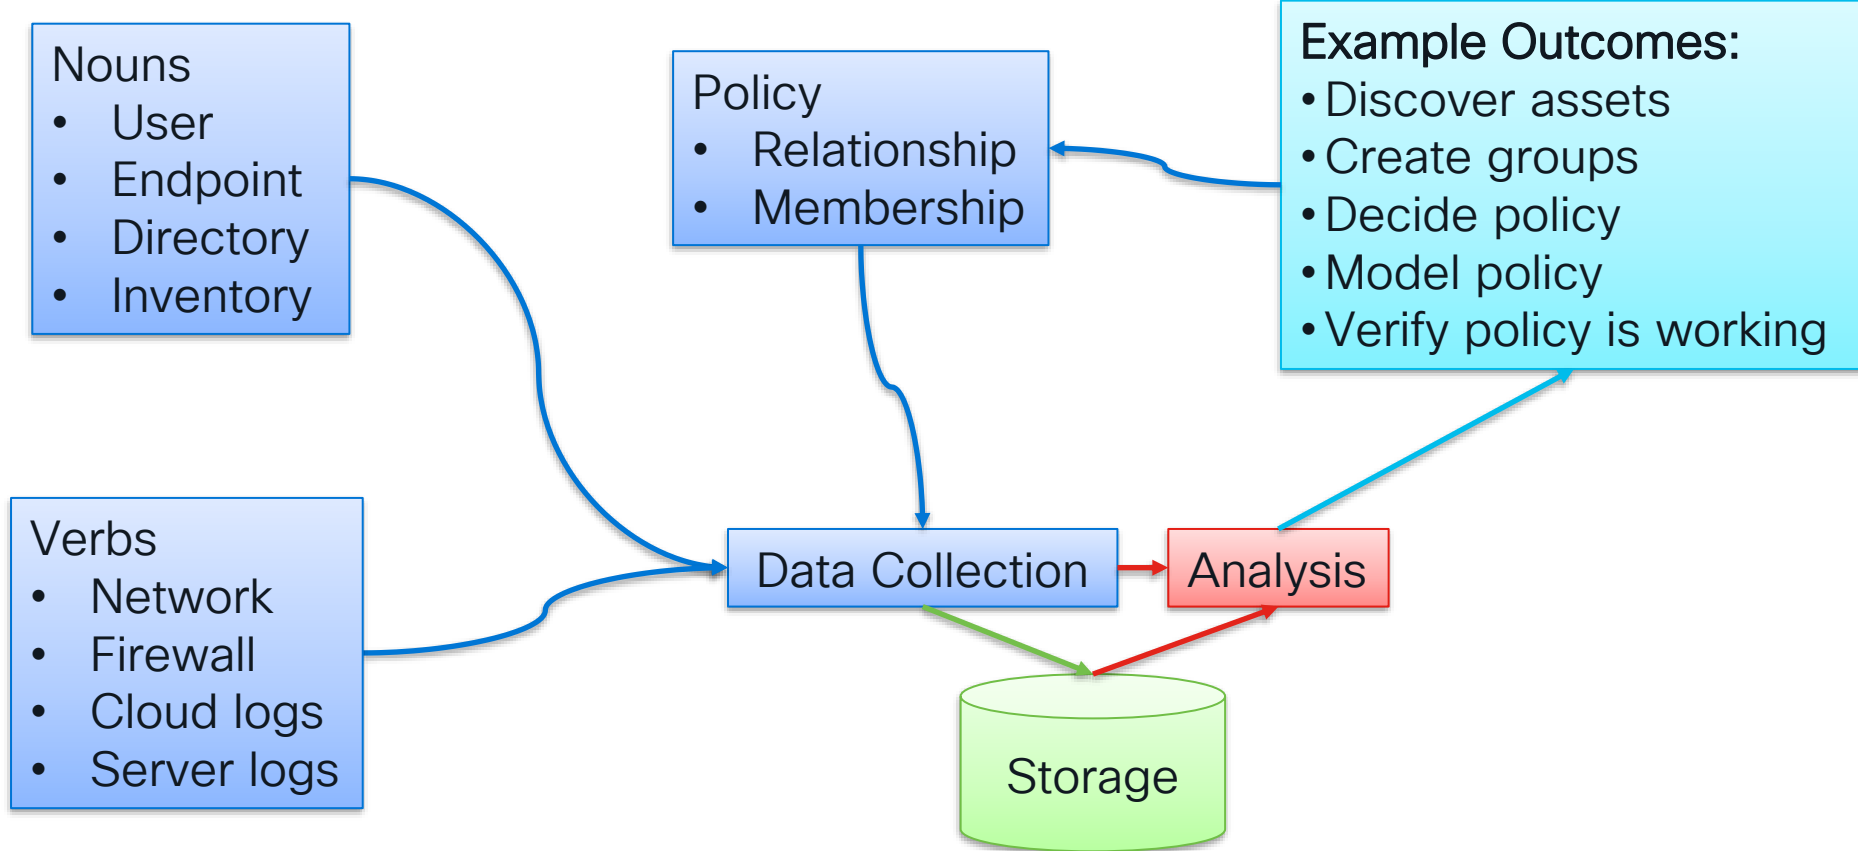 Nouns
• User
• Endpoint
• Directory
• Inventory
Policy
• Relationship
• Membership
Example Outcomes:
• Discover assets
• Create groups
• Decide policy
• Model policy
• Verify policy is working
Verbs
• Network
• Firewall
• Cloud logs
• Server logs
Data Collection
Analysis
Storage